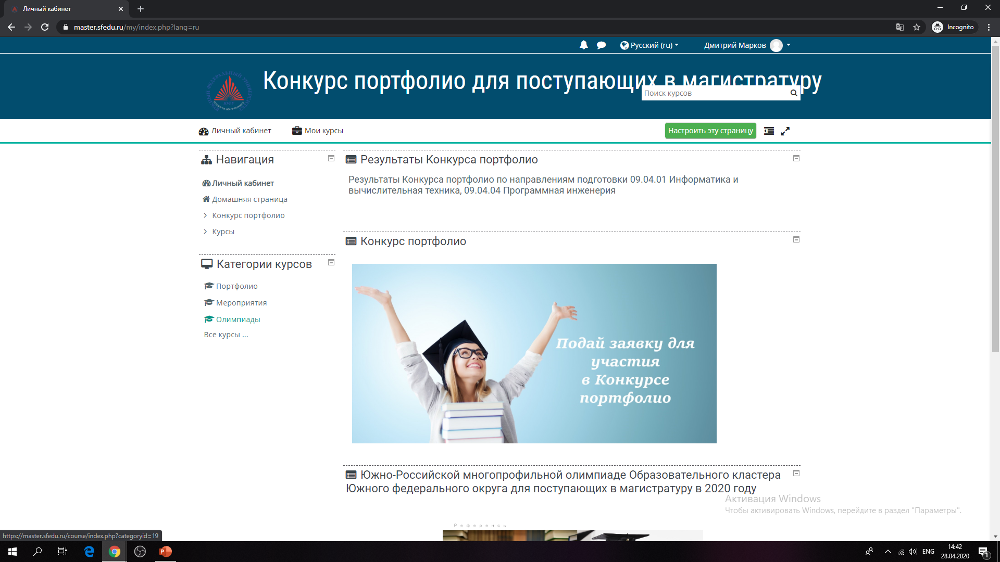 Личный кабинет
master.sfedu.ru/my/index.php?lang=ru
Incognito
Русский (ru)
Дмитрий Марков
Конкурс портфолио для поступающих в магистратуру
Поиск курсов
Личный кабинет
Мои курсы
Настроить эту страницу
Навигация
Личный кабинет
Домашняя страница
Конкурс портфолио
Курсы
Категории курсов
Портфолио
Мероприятия
Олимпиады
Все курсы ...
Результаты Конкурса портфолио
Результаты Конкурса портфолио по направлениям подготовки 09.04.01 Информатика и
вычислительная техника, 09.04.04 Программная инженерия
Конкурс портфолио
Подай заявку для
участия
в Конкурсе
портфолио
Южно-Российской многопрофильной олимпиаде Образовательного кластера
Южного федерального округа для поступающих в магистратуру в 2020 году
Референсы
Активация Windows
Чтобы активировать Windows, перейдите в раздел "Параметры".
https://master.sfedu.ru/course/index.php?categoryid=19
ENG
14:42
28.04.2020
1